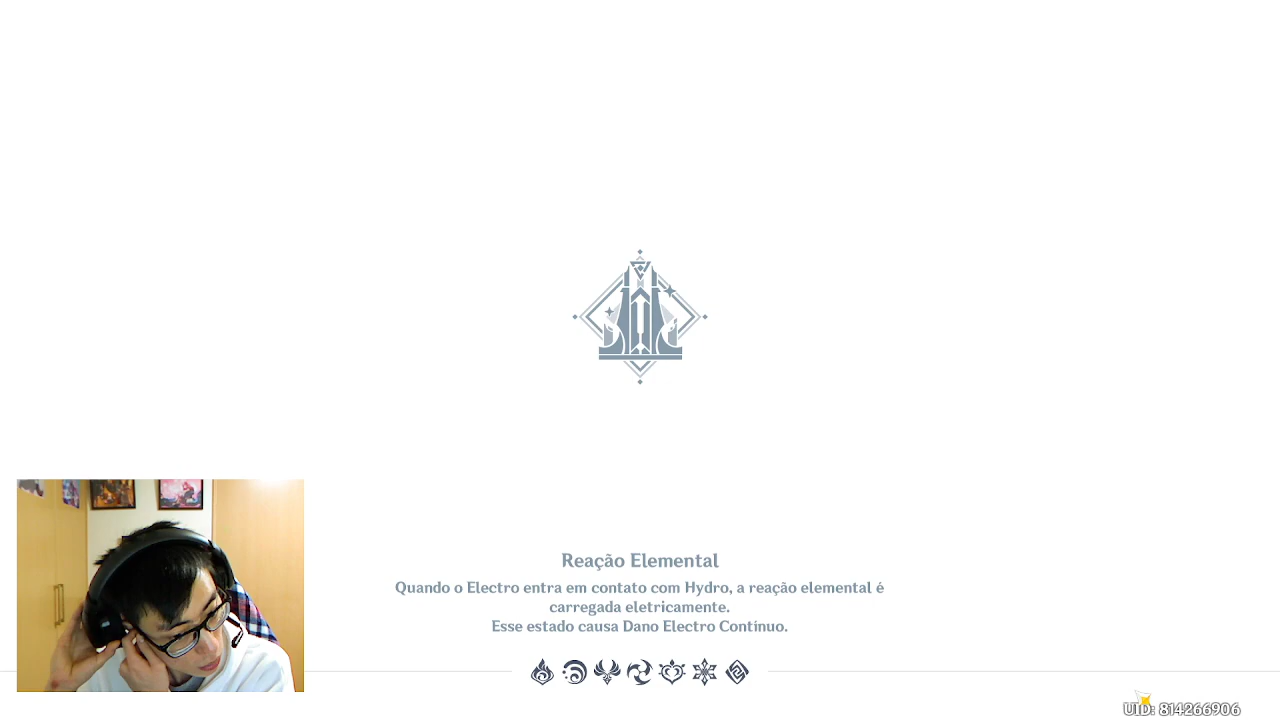 Reação Elemental
Quando o Electro entra em contato com Hydro, a reação elemental é
carregada eletricamente.
Esse estado causa Dano Electro Contínuo.
UID: 814266906